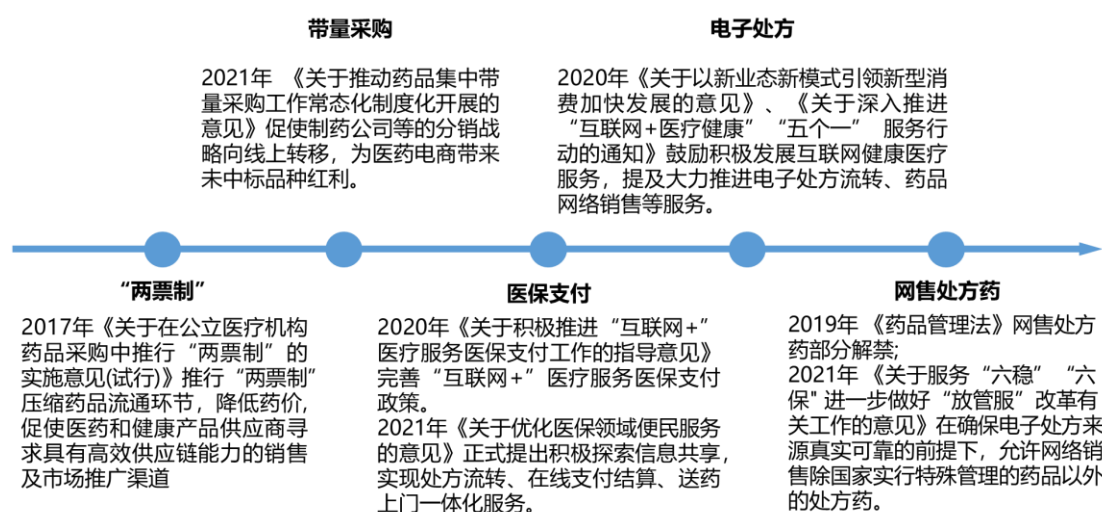 带量采购
2021年 《关于推动药品集中带
量采购工作常态化制度化开展的
意见》促使制药公司等的分销战
略向线上转移，为医药电商带来
未中标品种红利。
电子处方
2020年《关于以新业态新模式引领新型消
费加快发展的意见》、《关于深入推进
“互联网+医疗健康” “五个一” 服务行
动的通知》鼓励积极发展互联网健康医疗
服务，提及大力推进电子处方流转、药品
网络销售等服务。
“两票制”
2017年《关于在公立医疗机构
药品采购中推行“两票制”的
实施意见(试行)》推行“两票制”
压缩药品流通环节，降低药价,
促使医药和健康产品供应商寻
求具有高效供应链能力的销售
及市场推广渠道
医保支付
2020年《关于积极推进“互联网+”
医疗服务医保支付工作的指导意见》
完善“互联网+”医疗服务医保支付
政策。
2021年《关于优化医保领域便民服务
的意见》正式提出积极探索信息共享，
实现处方流转、在线支付结算、送药
上门一体化服务。
网售处方药
2019年 《药品管理法》网售处方
药部分解禁;
2021年 《关于服务“六稳” “六
保" 进一步做好“放管服”改革有
关工作的意见》在确保电子处方来
源真实可靠的前提下，允许网络销
售除国家实行特殊管理的药品以外
的处方药。